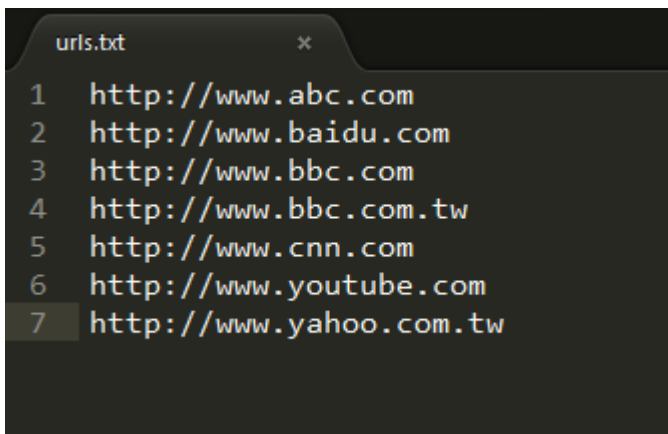 urls.txt ×
1 http://www.abc.com
2 http://www.baidu.com
3 http://www.bbc.com
4 http://www.bbc.com.tw
5 http://www.cnn.com
6 http://www.youtube.com
7 http://www.yahoo.com.tw